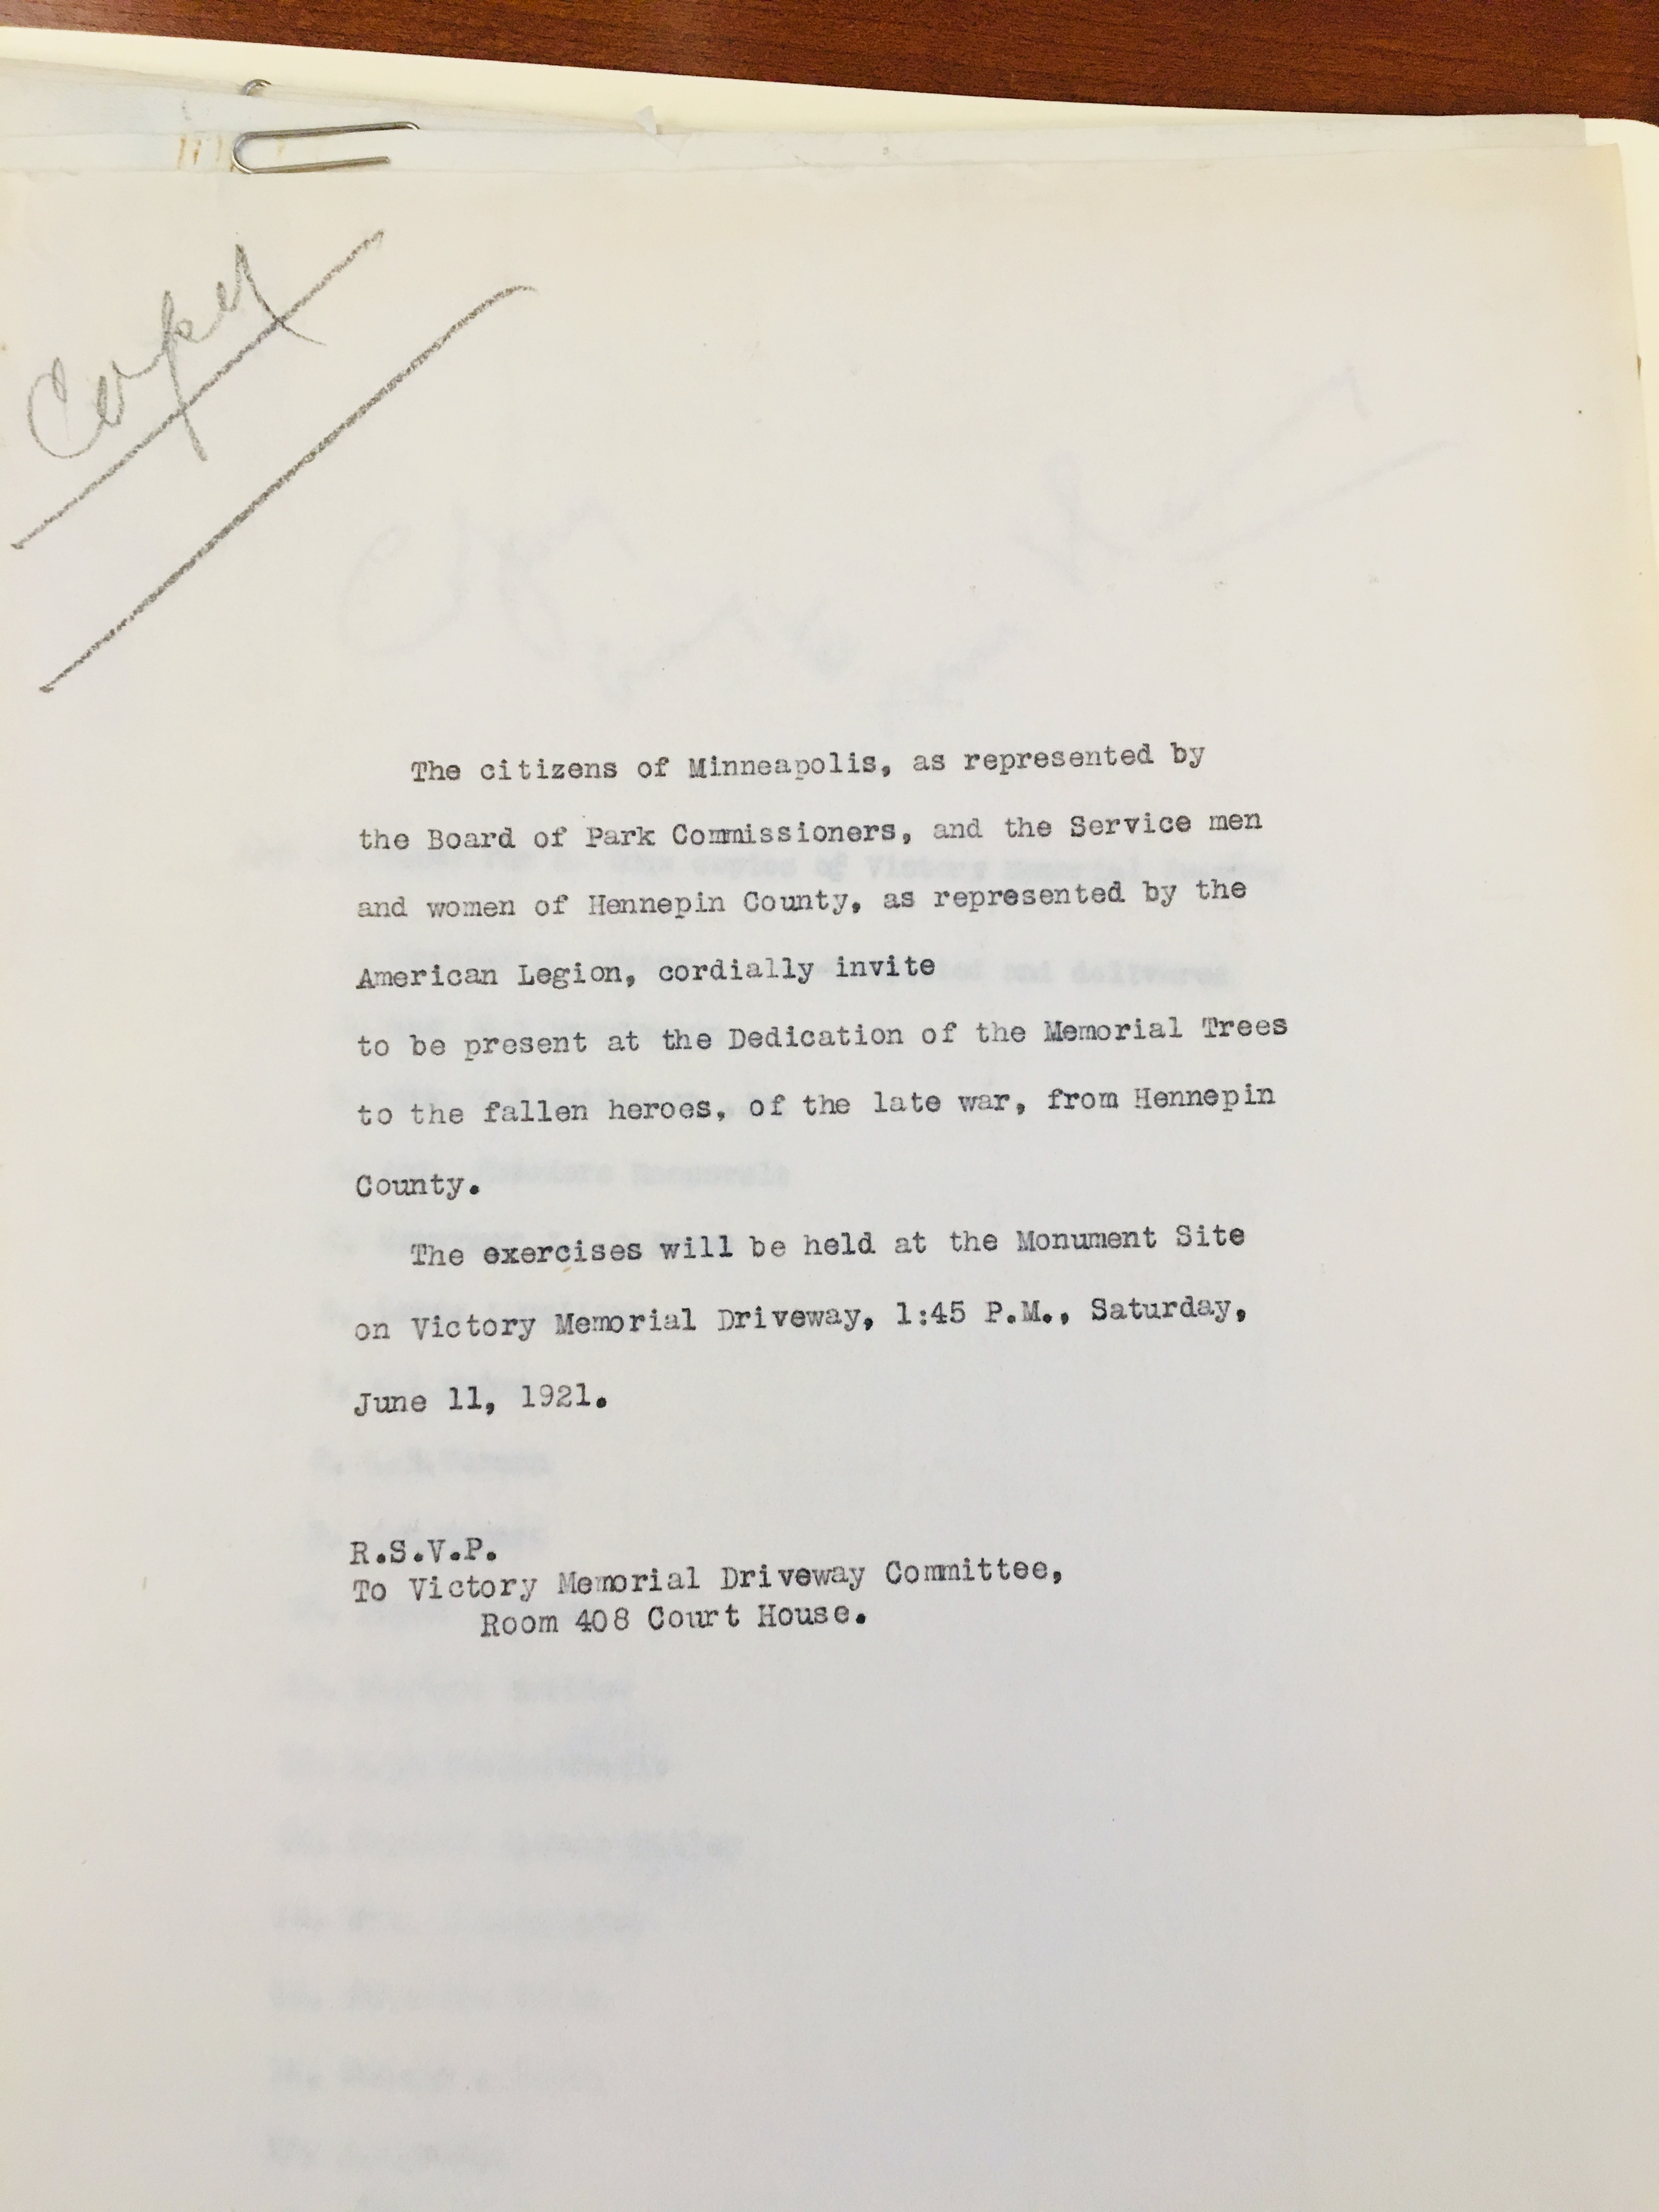 Copy
The citizens of Minneapolis, as represented by
the Board of Park Commissioners, and the Service men
and women of Hennepin County, as represented by the
American Legion, cordially invite
to be present at the Dedication of the Memorial Trees
to the fallen heroes, of the late war, from Hennepin
County.
The exercises will be held at the Monument Site
on Victory Memorial Driveway, 1:45 P.M., Saturday,
June 11, 1921.
R.S.V.P.
To Victory Memorial Driveway Committee,
Room 408 Court House.